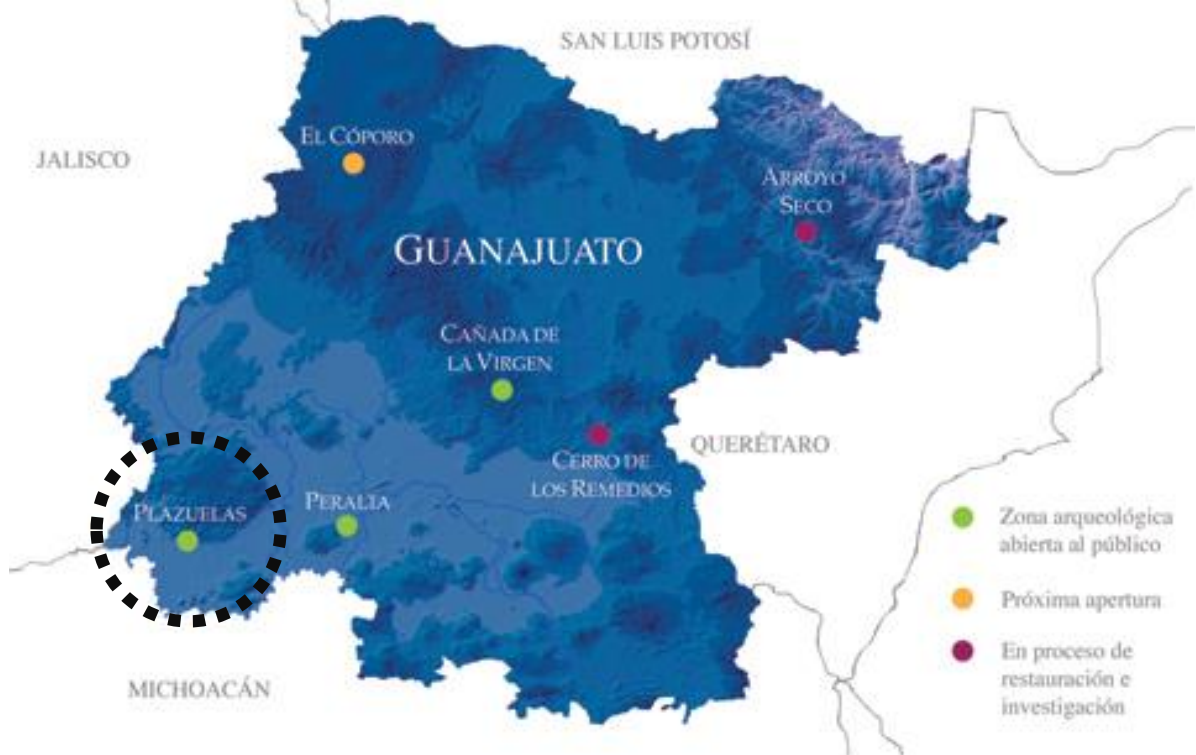 SAN LUIS POTOSÍ
JALISCO
EL CÓPORO
ARROYO
SECO
GUANAJUATO
CAÑADA DE
LA VIRGEN
QUERÉTARO
CERRO DE
LOS REMEDIOS
PLAZUELAS
PERALTA
MICHOACÁN
Zona arqueológica
abierta al público
Próxima apertura
En proceso de
restauración e
investigación